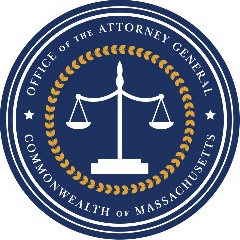 OFFICE OF THE ATTORNEY GENERAL
COMMONWEALTH OF MASSACHUSETTS